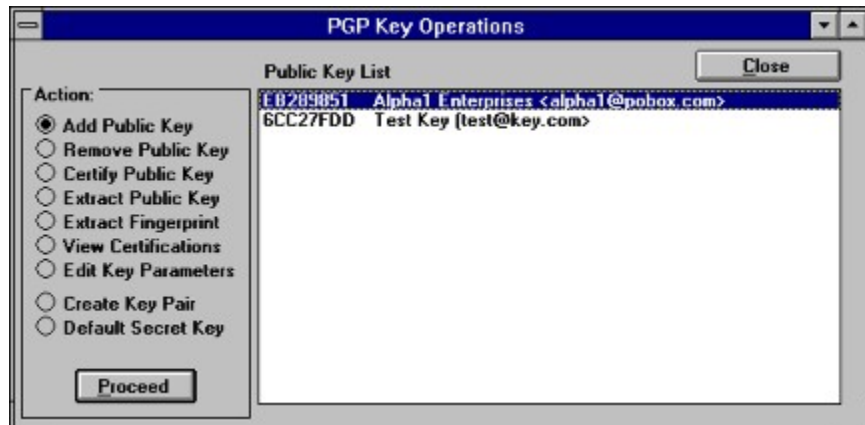 PGP Key Operations
Public Key List
Close
Action:
Add Public Key
Remove Public Key
Certify Public Key
Extract Public Key
Extract Fingerprint
View Certifications
Edit Key Parameters
Create Key Pair
Default Secret Key
Proceed
EB289851 Alpha1 Enterprises <alpha1@pobox.com>
6CC27FDD Test Key (test@key.com>